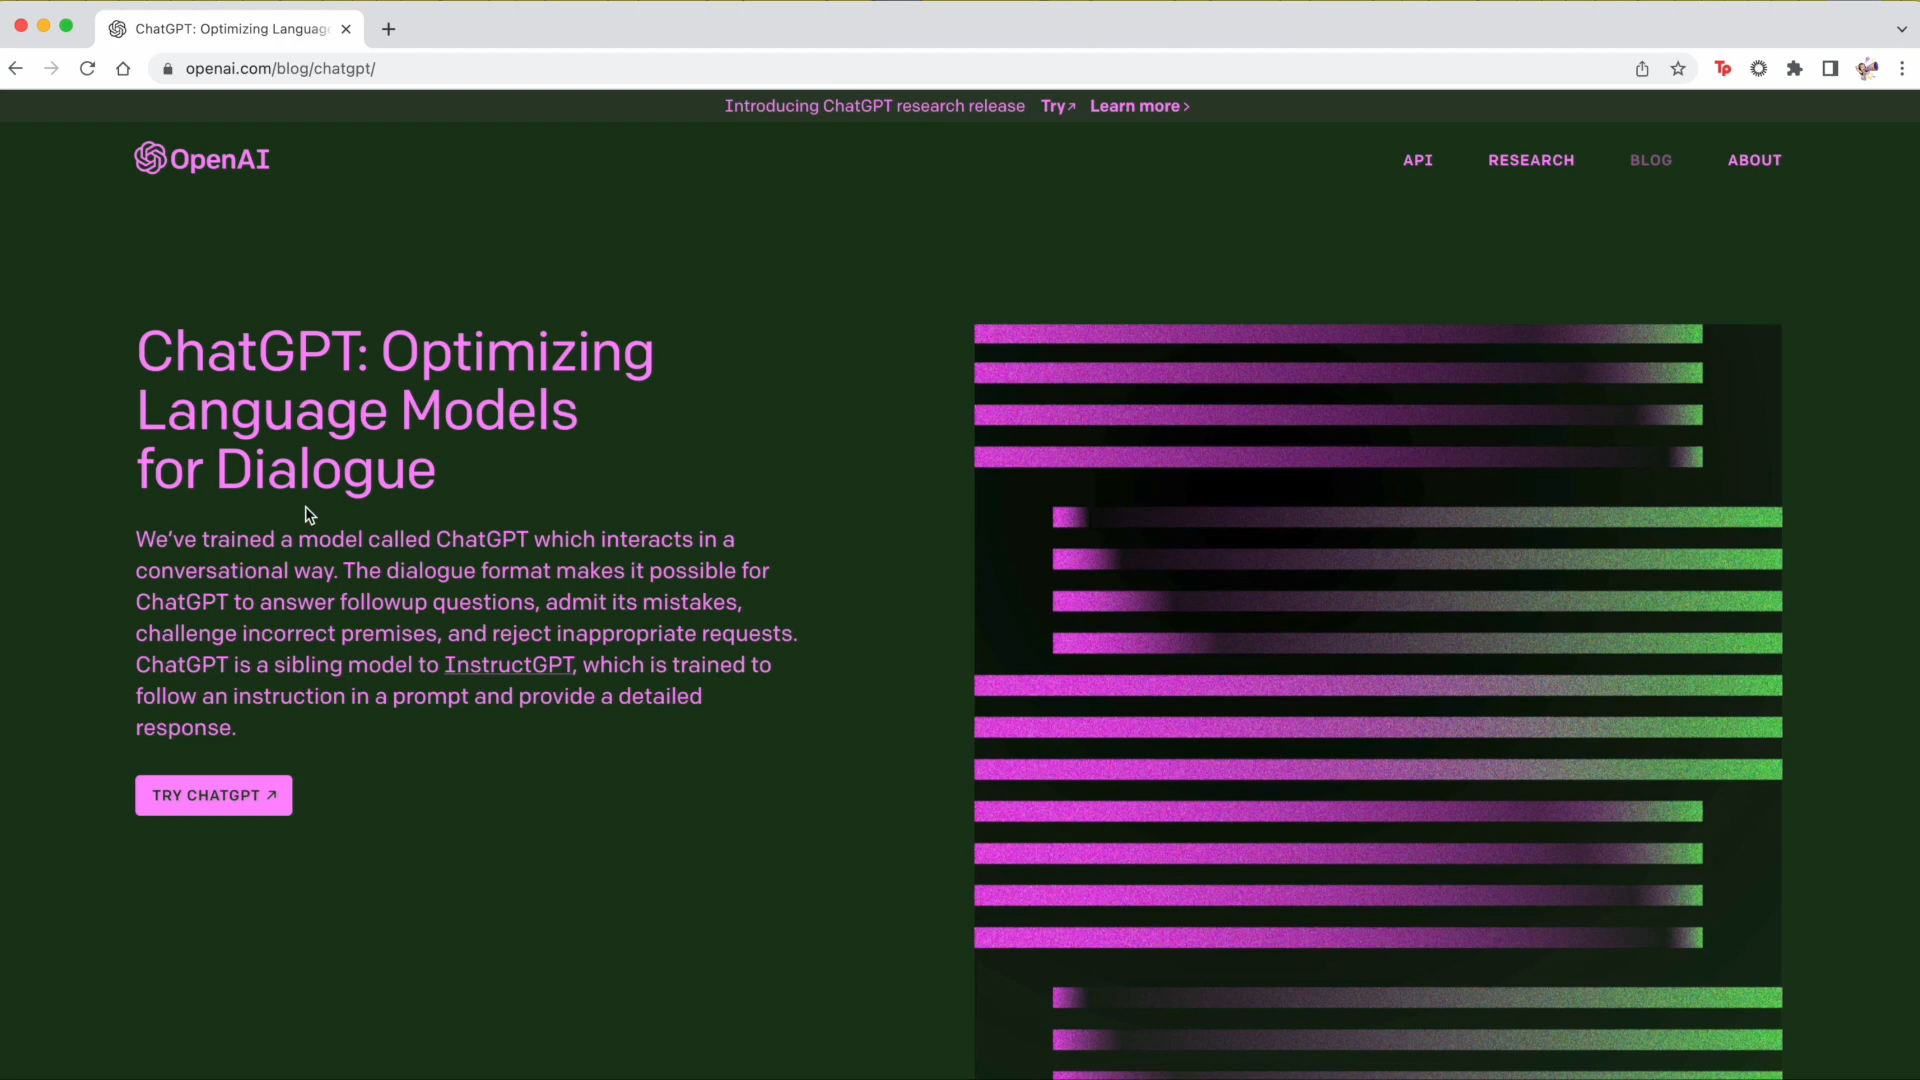 ChatGPT: Optimizing Languag
openai.com/blog/chatgpt/
Tp
Introducing ChatGPT research release Try↗ Learn more ›
OpenAI
API RESEARCH BLOG ABOUT
ChatGPT: Optimizing
Language Models
for Dialogue
We’ve trained a model called ChatGPT which interacts in a
conversational way. The dialogue format makes it possible for
ChatGPT to answer followup questions, admit its mistakes,
challenge incorrect premises, and reject inappropriate requests.
ChatGPT is a sibling model to InstructGPT, which is trained to
follow an instruction in a prompt and provide a detailed
response.
TRY CHATGPT ↗